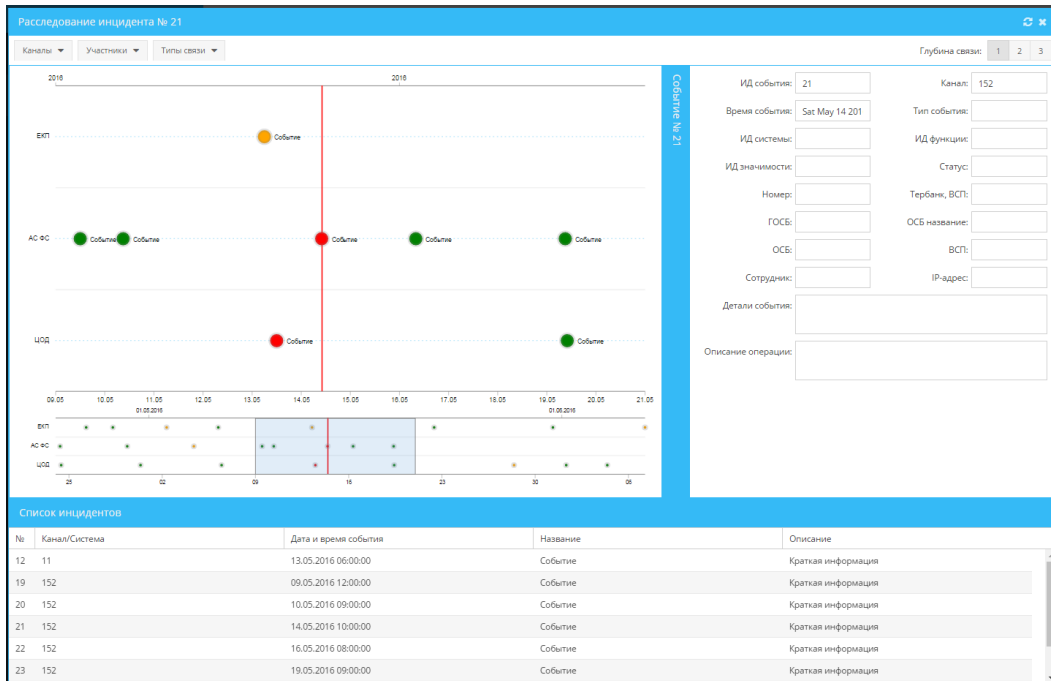 Расследование инцидента № 21
Каналы Участники Типы связи Глубина связи: 1 2 3
2016 2016
ЕКП Событие
АС ФС Событие Событие Событие Событие Событие
ЦОД Событие Событие
09.05 10.05 11.05 12.05 13.05 14.05 15.05 16.05 17.05 18.05 19.05 20.05 21.05
01.05.2016 01.06.2016
ЕКП
АС ФС
ЦОД
25 02 09 16 23 30 06
Событие № 21
ИД события: 21 Канал: 152
Время события: Sat May 14 201 Тип события:
ИД системы: ИД функции:
ИД значимости: Статус:
Номер: Тербанк, ВСП:
ГОСБ: ОСБ название:
ОСБ: ВСП:
Сотрудник: IP-адрес:
Детали события:
Описание операции:
Список инцидентов
№ Канал/Система Дата и время события Название Описание
12 11 13.05.2016 06:00:00 Событие Краткая информация
19 152 09.05.2016 12:00:00 Событие Краткая информация
20 152 10.05.2016 09:00:00 Событие Краткая информация
21 152 14.05.2016 10:00:00 Событие Краткая информация
22 152 16.05.2016 08:00:00 Событие Краткая информация
23 152 19.05.2016 09:00:00 Событие Краткая информация